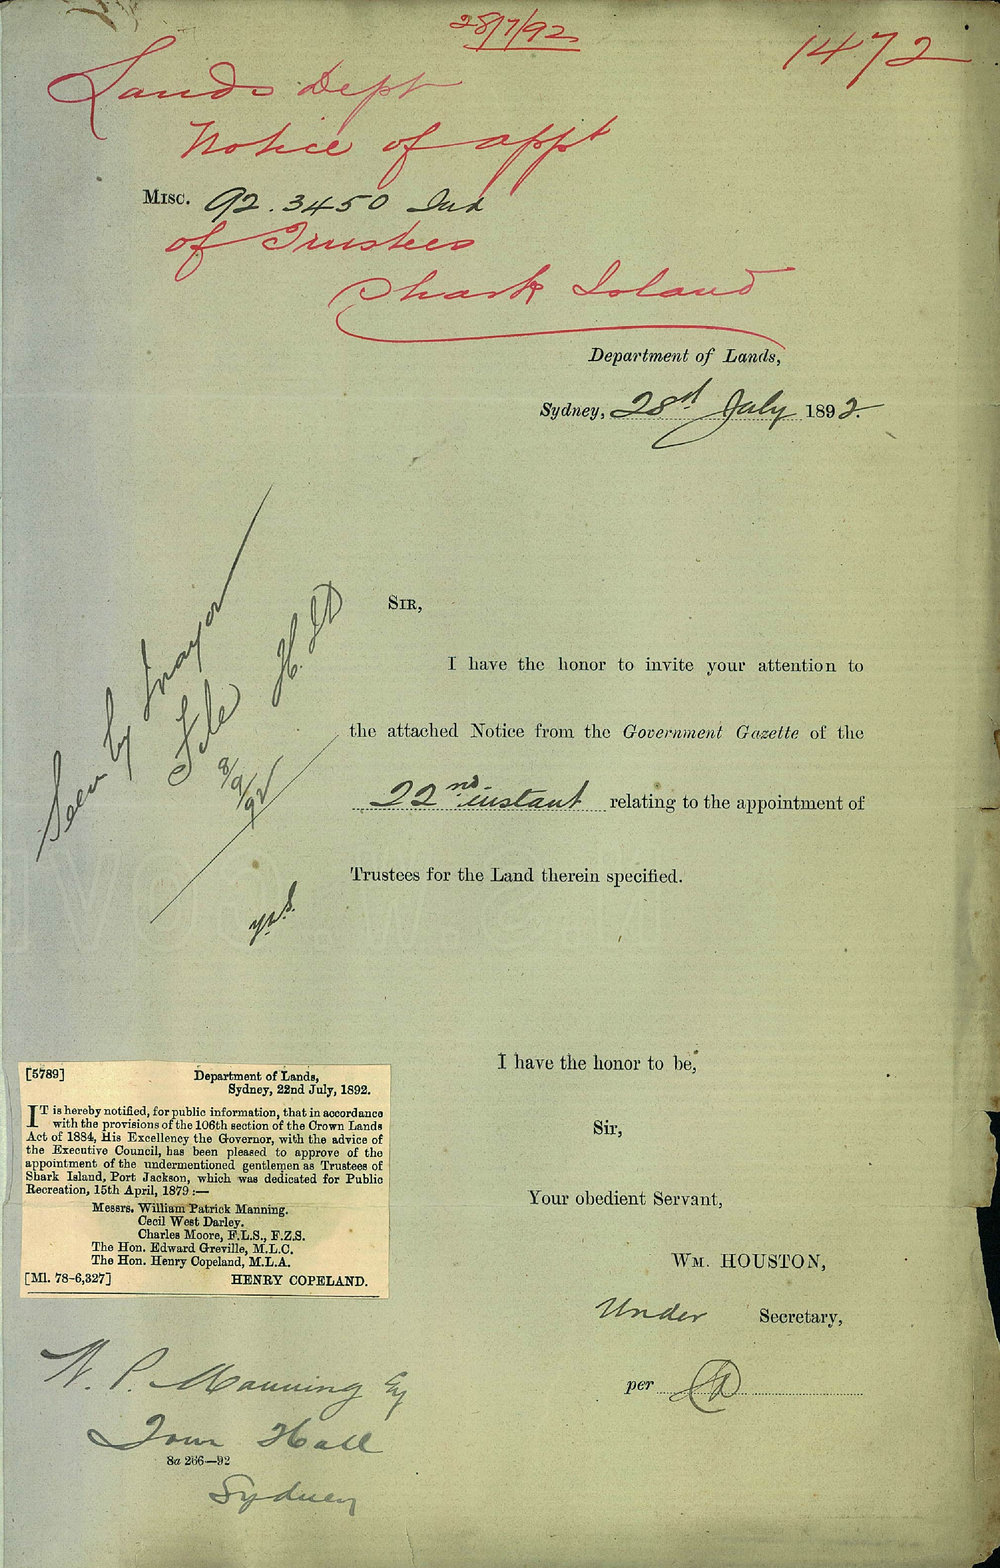 28/7/92
1472
Lands Dept
Notice of appt
MISC. 92.3450
of Trustees
Shark Island
Department of Lands,
Sydney, 28th July 1892.
SIR,
I have the honor to invite your attention to
the attached Notice from the Government Gazette of the
22nd instant relating to the appointment of
Trustees for the Land therein specified.
Seen by Mayor
File
8/9/92
I have the honor to be,
Sir,
Your obedient Servant,
WM. HOUSTON,
Under Secretary,
per
[5789]
Department of Lands,
Sydney, 22nd July, 1892.
IT is hereby notified, for public information, that in accordance
with the provisions of the 106th section of the Crown Lands
Act of 1884, His Excellency the Governor, with the advice of
the Executive Council, has been pleased to approve of the
appointment of the undermentioned gentlemen as Trustees of
Shark Island, Port Jackson, which was dedicated for Public
Recreation, 15th April, 1879:—
Messrs. William Patrick Manning.
Cecil West Darley.
Charles Moore, F.L.S., F.Z.S.
The Hon. Edward Greville, M.L.C.
The Hon. Henry Copeland, M.L.A.
[Ml. 78-6,327] HENRY COPELAND.
W. P. Manning Esq
Town Hall
8a 266—92
Sydney